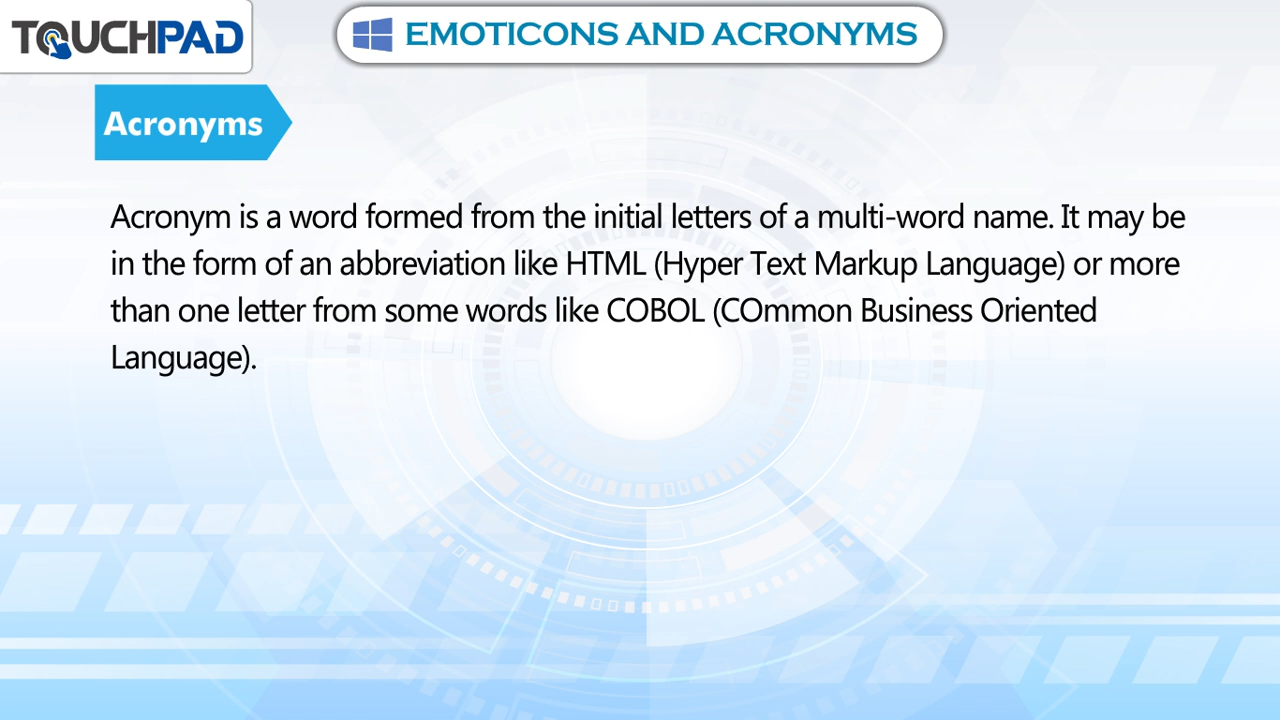 TOUCHPAD
EMOTICONS AND ACRONYMS
Acronyms
Acronym is a word formed from the initial letters of a multi-word name. It may be
in the form of an abbreviation like HTML (Hyper Text Markup Language) or more
than one letter from some words like COBOL (COmmon Business Oriented
Language).